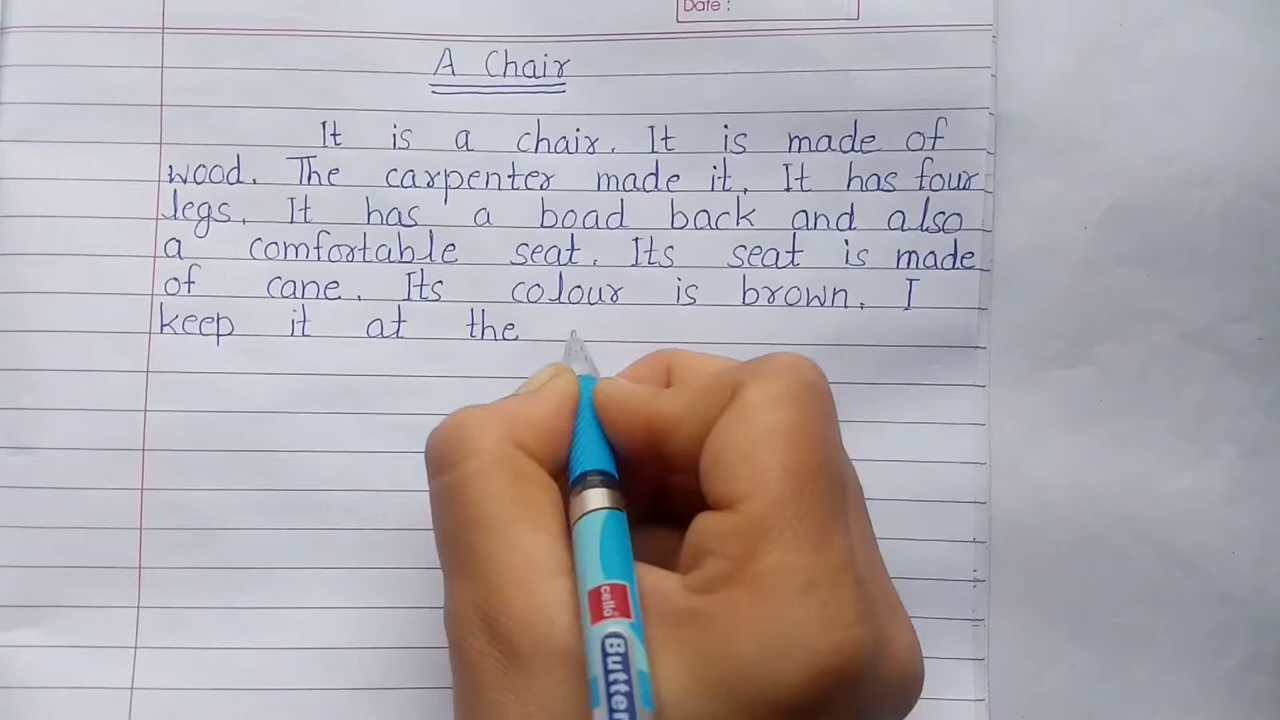 Date :
A Chair
It is a chair. It is made of
wood. The carpenter made it. It has four
legs. It has a boad back and also
a comfortable seat. Its seat is made
of cane. Its colour is brown. I
keep it at the
cello
Butter